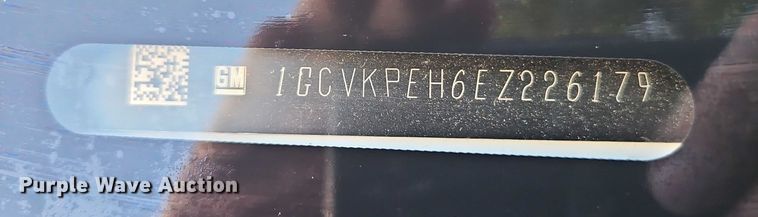 GM 1GCVKPEH6EZ226179
Purple Wave Auction